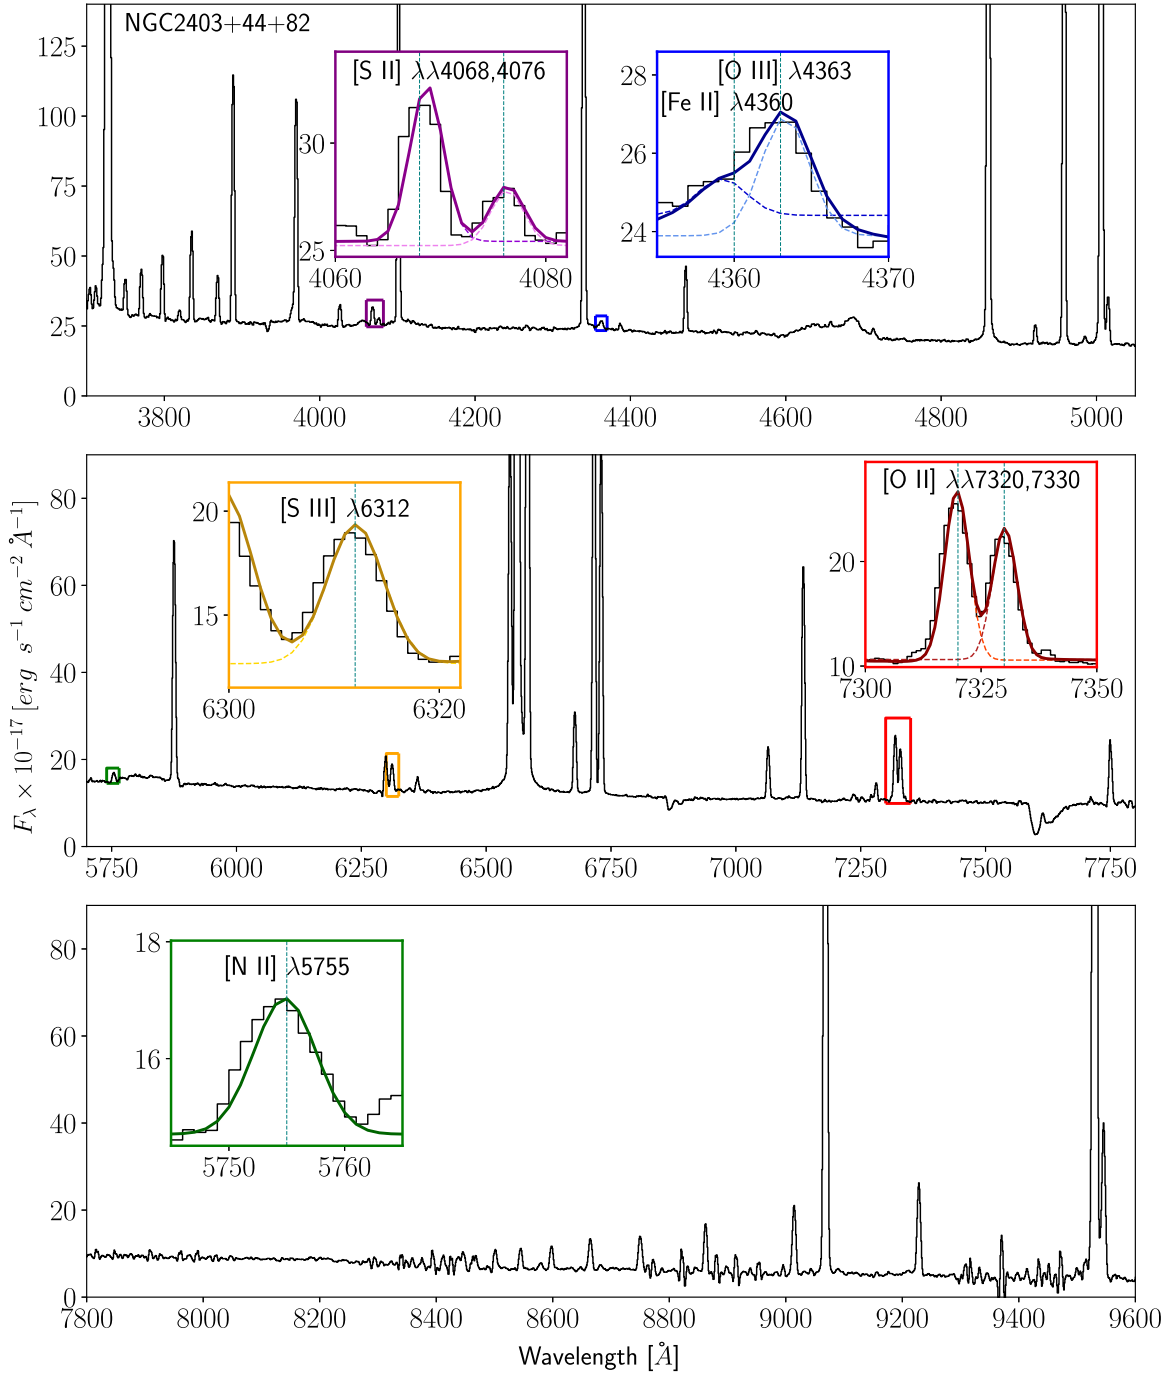 NGC2403+44+82
[S II] λλ4068,4076
[O III] λ4363
[Fe II] λ4360
125
100
75
50
25
0
30
25
4060 4080
28
26
24
4360 4370
3800 4000 4200 4400 4600 4800 5000
F_λ × 10⁻¹⁷ [erg s⁻¹ cm⁻² Å⁻¹]
[S III] λ6312
[O II] λλ7320,7330
80
60
40
20
0
20
15
6300 6320
20
10
7300 7325 7350
5750 6000 6250 6500 6750 7000 7250 7500 7750
[N II] λ5755
18
16
5750 5760
80
60
40
20
0
7800 8000 8200 8400 8600 8800 9000 9200 9400 9600
Wavelength [Å]